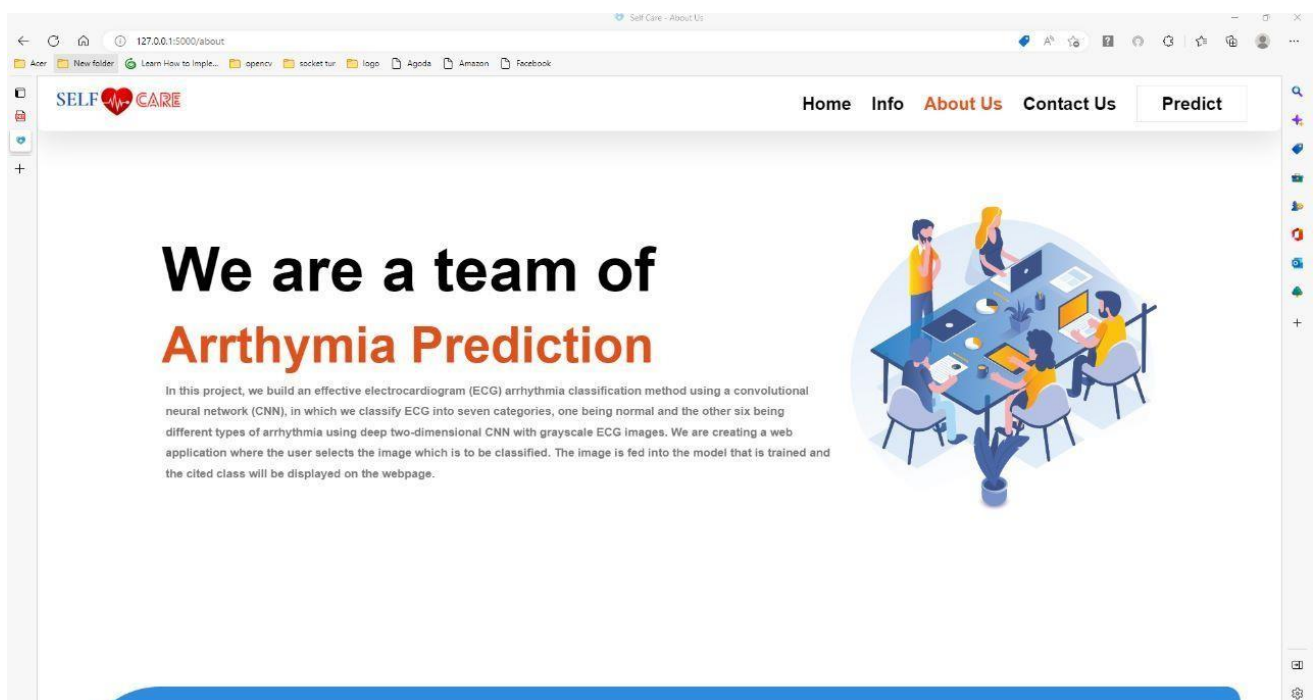 Self Care - About Us
127.0.0.1:5000/about
Acer New folder Learn How to Imple... opencv socket tur logo Agoda Amazon Facebook
SELF CARE
Home Info About Us Contact Us Predict
We are a team of
Arrthymia Prediction
In this project, we build an effective electrocardiogram (ECG) arrhythmia classification method using a convolutional
neural network (CNN), in which we classify ECG into seven categories, one being normal and the other six being
different types of arrhythmia using deep two-dimensional CNN with grayscale ECG images. We are creating a web
application where the user selects the image which is to be classified. The image is fed into the model that is trained and
the cited class will be displayed on the webpage.